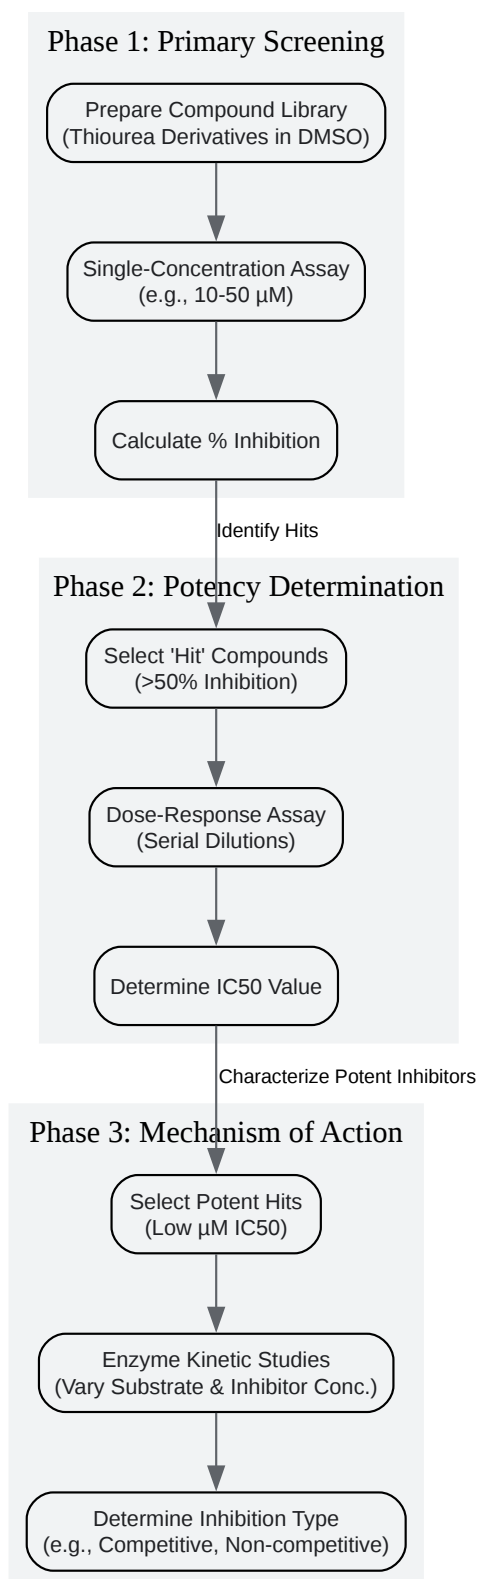 Phase 1: Primary Screening
Prepare Compound Library
(Thiourea Derivatives in DMSO)
Single-Concentration Assay
(e.g., 10-50 µM)
Calculate % Inhibition
Identify Hits
Phase 2: Potency Determination
Select 'Hit' Compounds
(>50% Inhibition)
Dose-Response Assay
(Serial Dilutions)
Determine IC50 Value
Characterize Potent Inhibitors
Phase 3: Mechanism of Action
Select Potent Hits
(Low µM IC50)
Enzyme Kinetic Studies
(Vary Substrate & Inhibitor Conc.)
Determine Inhibition Type
(e.g., Competitive, Non-competitive)